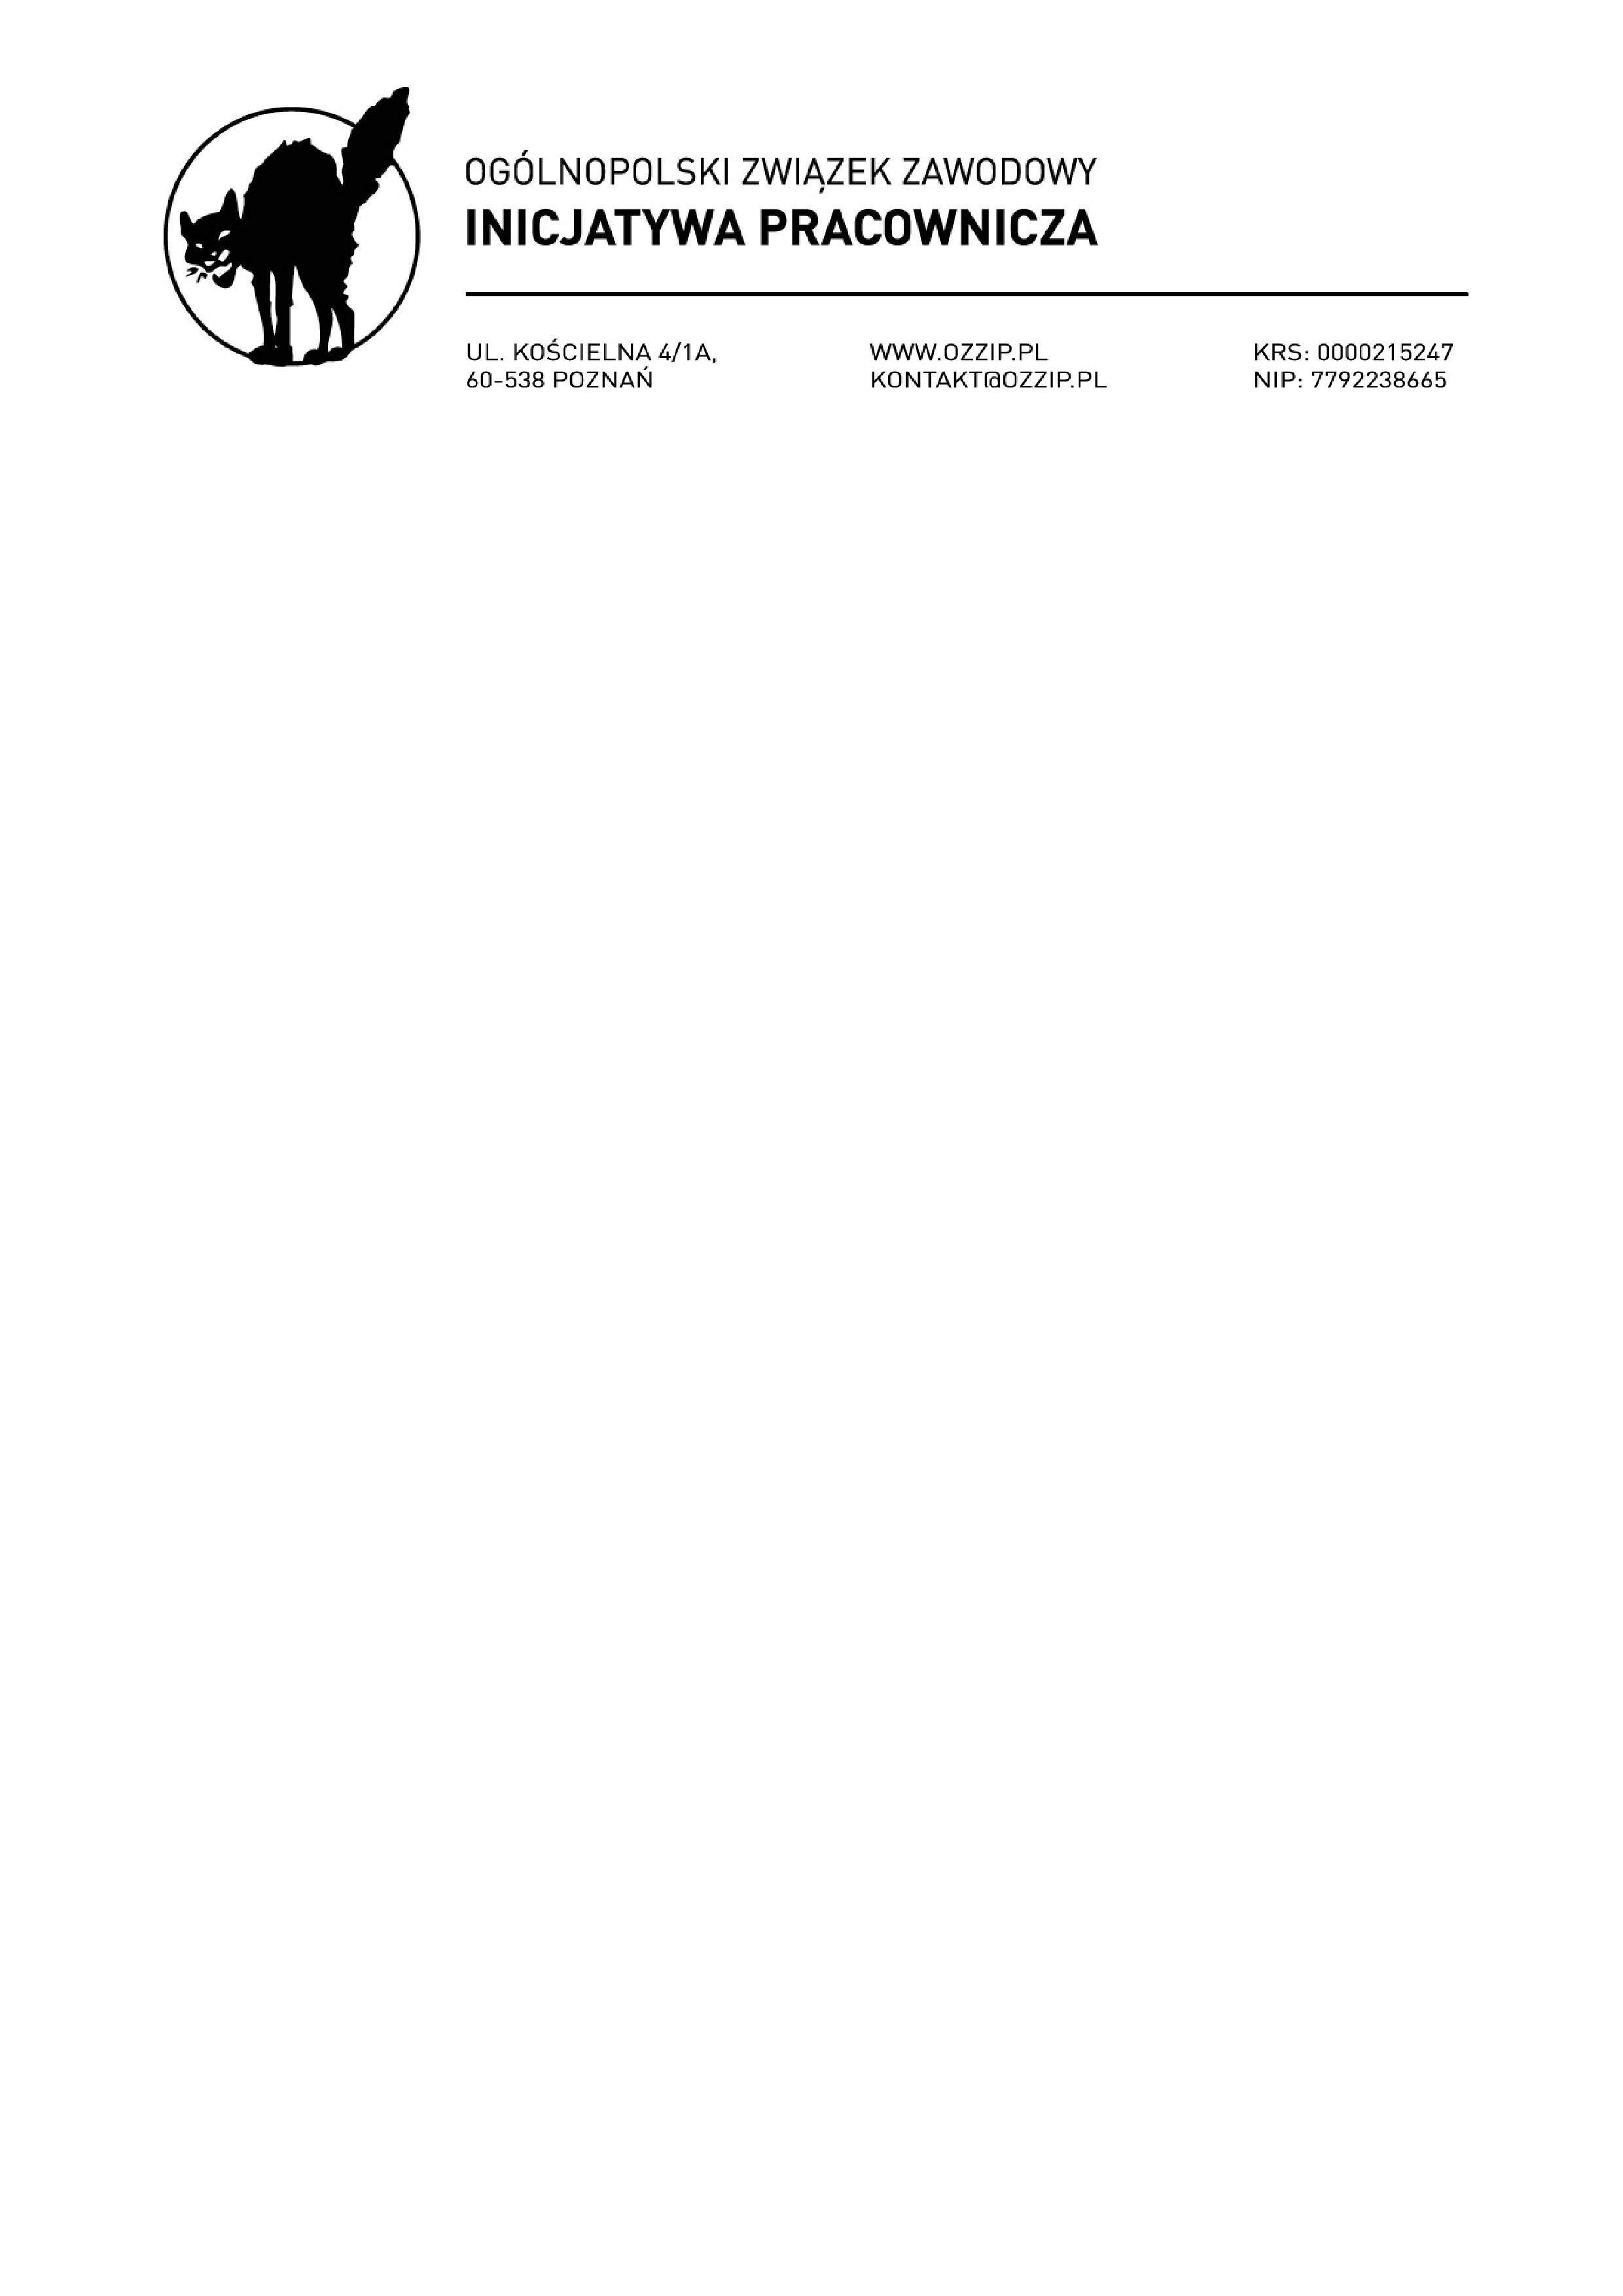 OGÓLNOPOLSKI ZWIĄZEK ZAWODOWY
INICJATYWA PRACOWNICZA
UL. KOŚCIELNA 4/1A,
60-538 POZNAŃ
WWW.OZZIP.PL
KONTAKT@OZZIP.PL
KRS: 0000215247
NIP: 7792238665